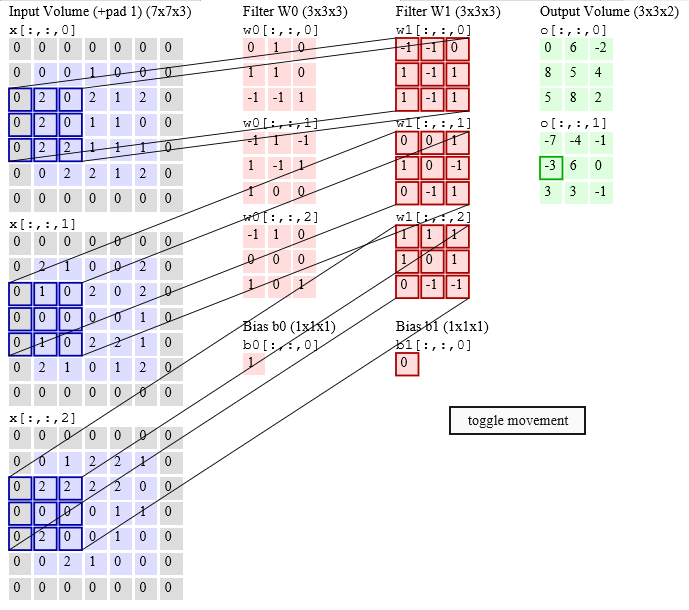 Input Volume (+pad 1) (7x7x3)
x[:,:,0]
0 0 0 0 0 0 0
0 0 0 1 0 0 0
0 2 0 2 1 2 0
0 2 0 1 1 0 0
0 2 2 1 1 1 0
0 0 2 2 1 2 0
0 0 0 0 0 0 0
x[:,:,1]
0 0 0 0 0 0 0
0 2 1 0 0 2 0
0 1 0 2 0 2 0
0 0 0 0 0 1 0
0 1 0 2 2 1 0
0 2 1 0 1 2 0
0 0 0 0 0 0 0
x[:,:,2]
0 0 0 0 0 0 0
0 0 1 2 2 1 0
0 2 2 2 2 0 0
0 0 0 0 1 1 0
0 2 0 0 1 0 0
0 0 2 1 0 0 0
0 0 0 0 0 0 0
Filter W0 (3x3x3)
w0[:,:,0]
0 1 0
1 1 0
-1 -1 1
w0[:,:,1]
-1 1 -1
1 -1 1
1 0 0
w0[:,:,2]
-1 1 0
0 0 0
1 0 1
Bias b0 (1x1x1)
b0[:,:,0]
1
Filter W1 (3x3x3)
w1[:,:,0]
-1 -1 0
1 -1 1
1 -1 1
w1[:,:,1]
0 0 1
1 0 -1
0 -1 1
w1[:,:,2]
1 1 1
1 0 1
0 -1 -1
Bias b1 (1x1x1)
b1[:,:,0]
0
Output Volume (3x3x2)
o[:,:,0]
0 6 -2
8 5 4
5 8 2
o[:,:,1]
-7 -4 -1
-3 6 0
3 3 -1
toggle movement